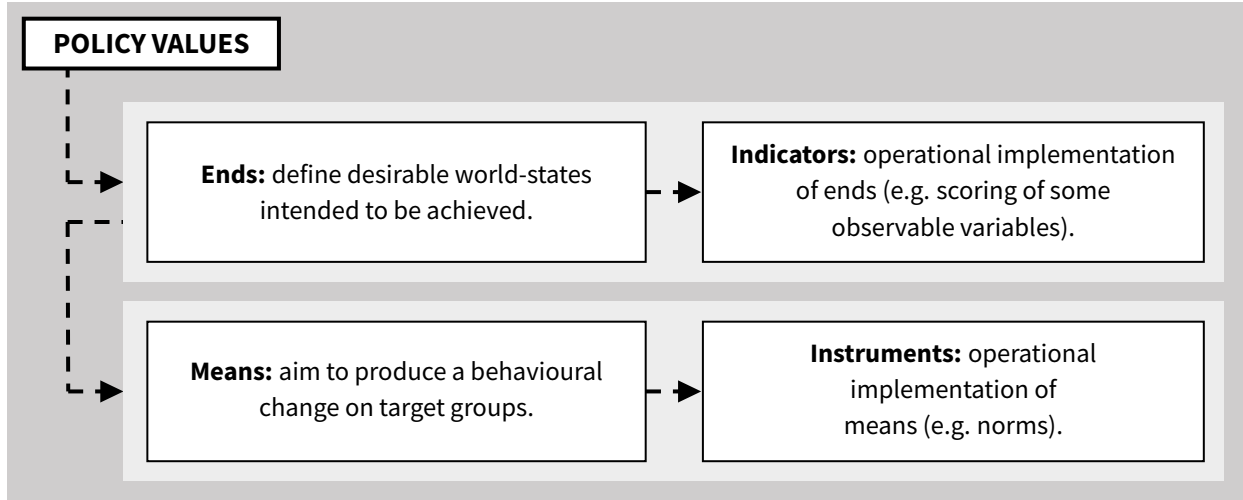 POLICY VALUES
Ends: define desirable world-states
intended to be achieved.
Indicators: operational implementation
of ends (e.g. scoring of some
observable variables).
Means: aim to produce a behavioural
change on target groups.
Instruments: operational
implementation of
means (e.g. norms).